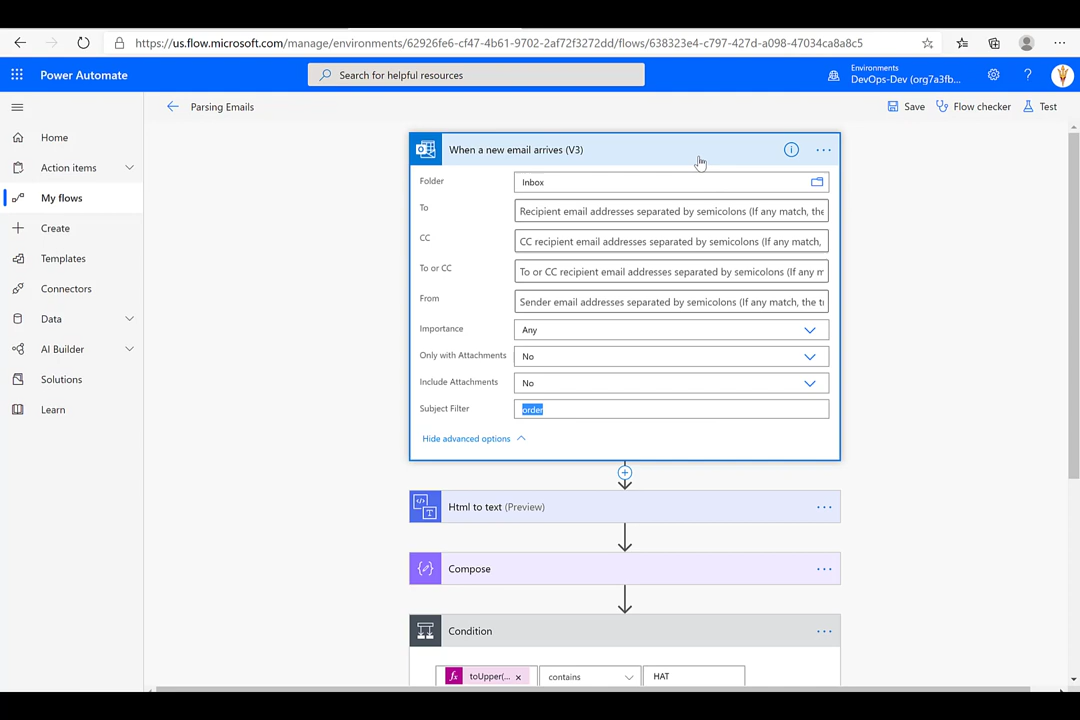 https://us.flow.microsoft.com/manage/environments/62926fe6-cf47-4b61-9702-2af72f3272dd/flows/638323e4-c797-427d-a098-47034ca8a8c5
Power Automate
Search for helpful resources
Environments
DevOps-Dev (org7a3fb...
Parsing Emails
Save
Flow checker
Test
Home
Action items
My flows
Create
Templates
Connectors
Data
AI Builder
Solutions
Learn
When a new email arrives (V3)
Folder
Inbox
To
Recipient email addresses separated by semicolons (If any match, the
CC
CC recipient email addresses separated by semicolons (If any match,
To or CC
To or CC recipient email addresses separated by semicolons (If any m
From
Sender email addresses separated by semicolons (If any match, the t
Importance
Any
Only with Attachments
No
Include Attachments
No
Subject Filter
order
Hide advanced options
Html to text (Preview)
Compose
Condition
fx toUpper(... x
contains
HAT